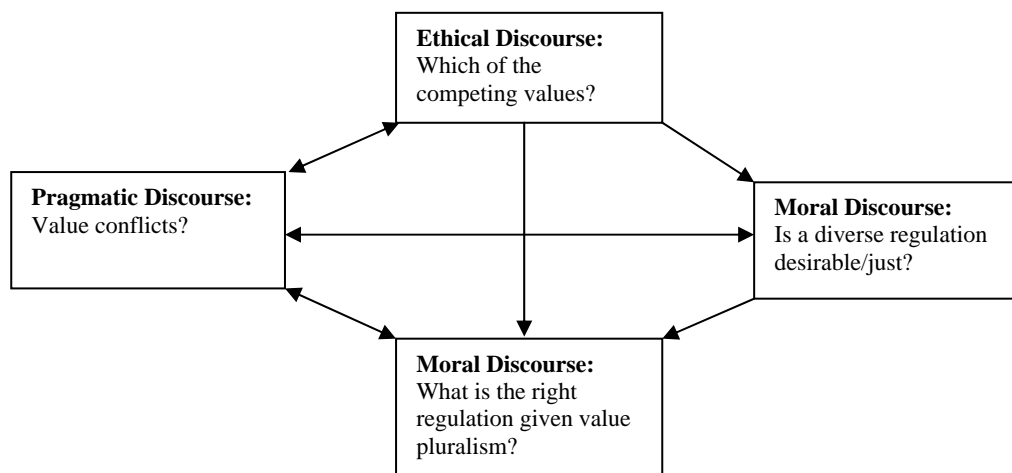 Ethical Discourse:
Which of the
competing values?
Pragmatic Discourse:
Value conflicts?
Moral Discourse:
Is a diverse regulation
desirable/just?
Moral Discourse:
What is the right
regulation given value
pluralism?